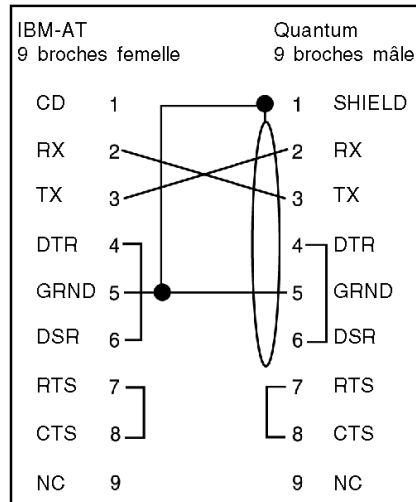 IBM-AT Quantum
9 broches femelle 9 broches mâle
CD 1 1 SHIELD
RX 2 2 RX
TX 3 3 TX
DTR 4 4 DTR
GRND 5 5 GRND
DSR 6 6 DSR
RTS 7 7 RTS
CTS 8 8 CTS
NC 9 9 NC